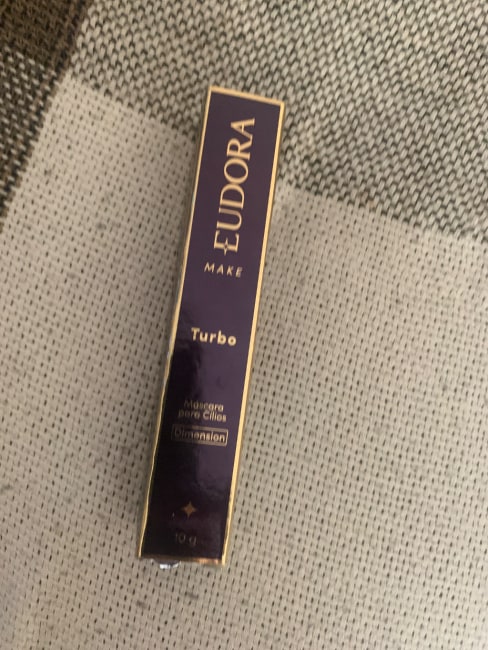 EUDORA
MAKE
Turbo
Máscara
para Cílios
Dimension
10 g